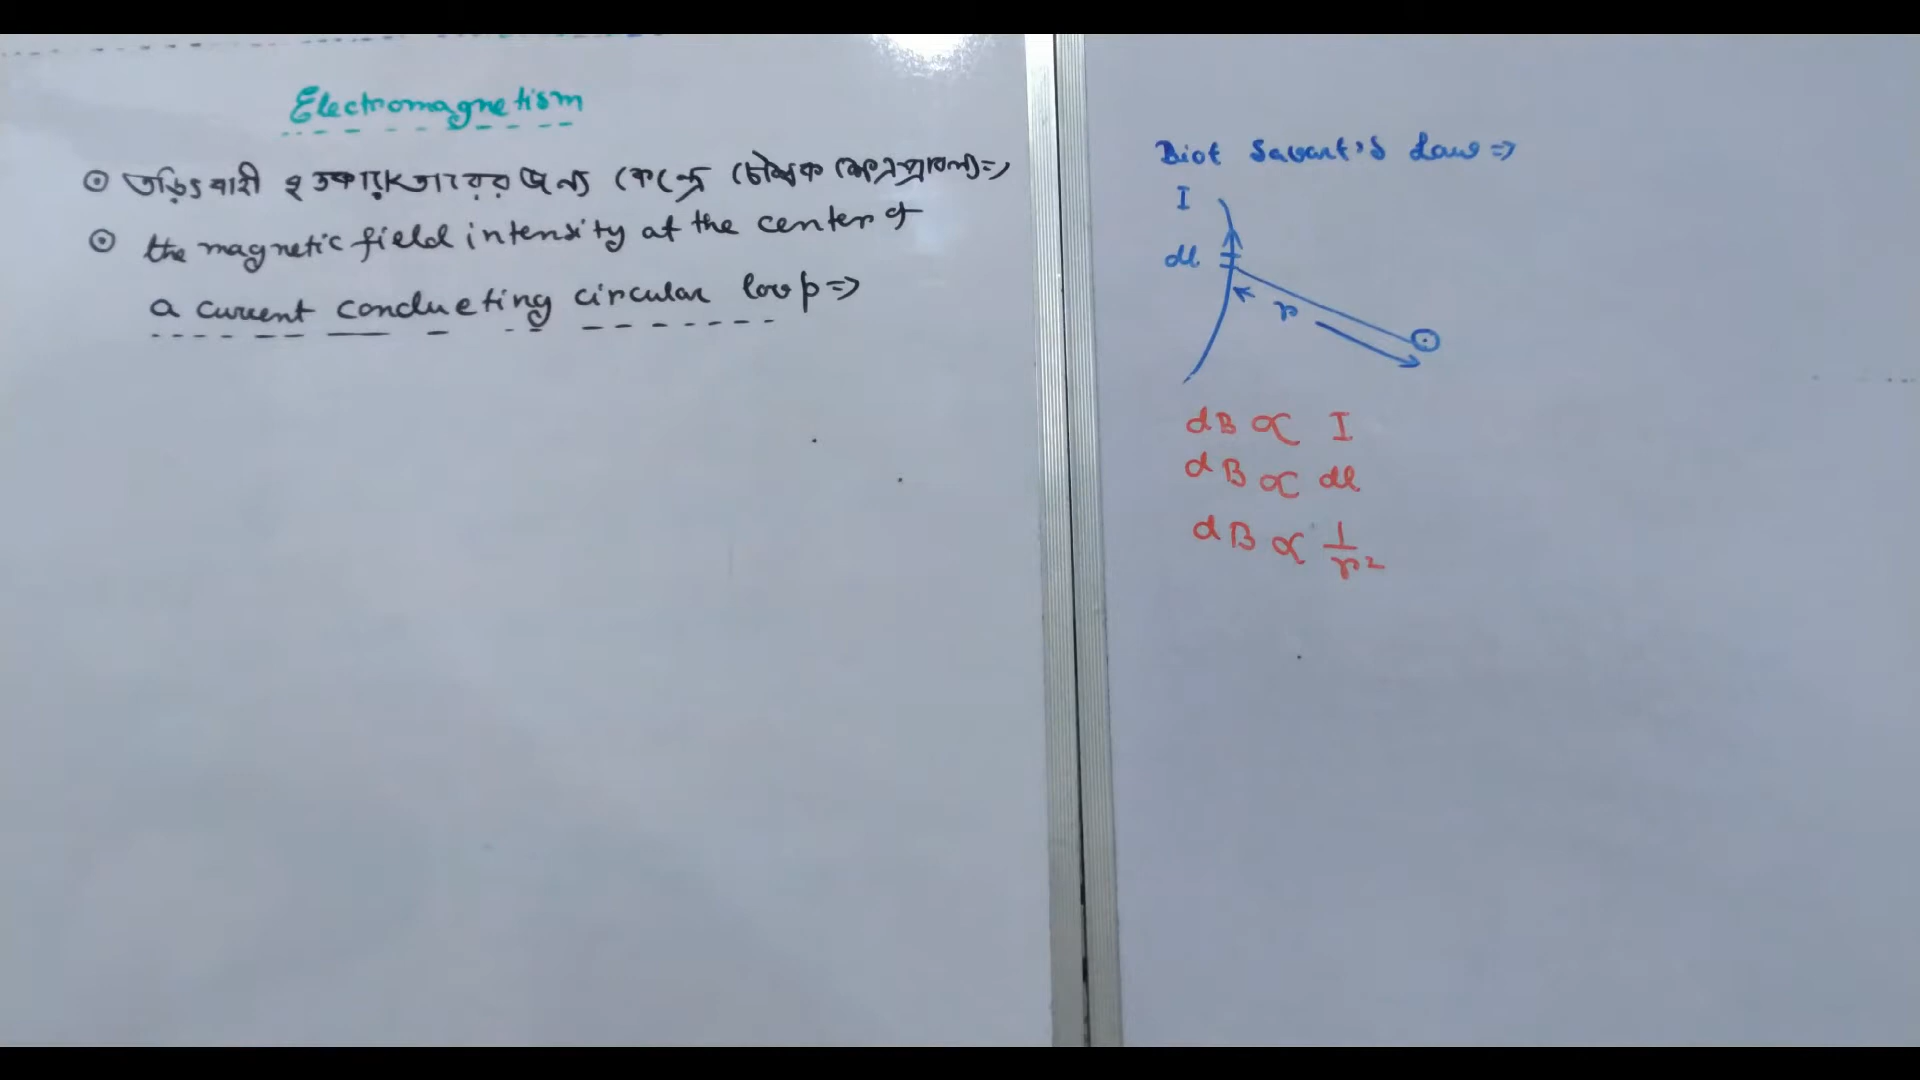 Electromagnetism
তড়িৎবাহী বৃত্তাকার তারের জন্য কেন্দ্রে চৌম্বক ক্ষেত্রপ্রাবল্য=>
the magnetic field intensity at the center of
a current conducting circular loop=>
Biot Savart's Law=>
I
dl
r
dB ∝ I
dB ∝ dl
dB ∝ 1/r²